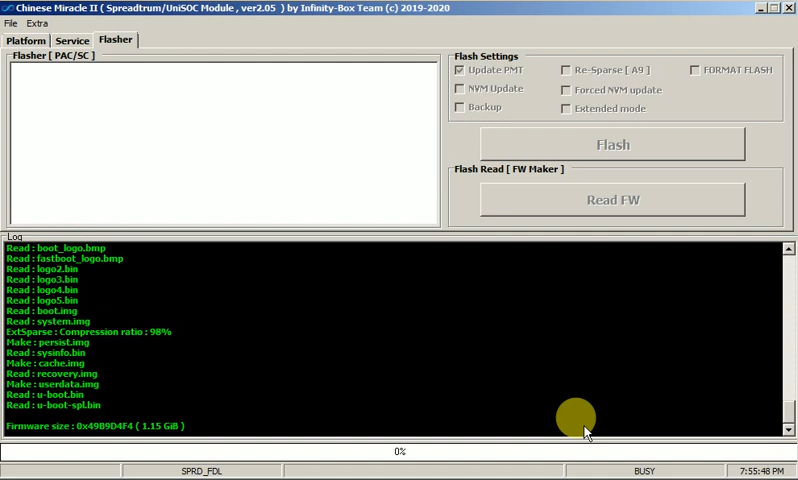 Chinese Miracle II ( Spreadtrum/UniSOC Module , ver2.05  ) by Infinity-Box Team (c) 2019-2020
File Extra
Platform Service Flasher
Flasher [ PAC/SC ]
Flash Settings
Update PMT Re-Sparse [ A9 ] FORMAT FLASH
NVM Update Forced NVM update
Backup Extended mode
Flash
Flash Read [ FW Maker ]
Read FW
Log
Read : boot_logo.bmp
Read : fastboot_logo.bmp
Read : logo2.bin
Read : logo3.bin
Read : logo4.bin
Read : logo5.bin
Read : boot.img
Read : system.img
ExtSparse : Compression ratio : 98%
Make : persist.img
Read : sysinfo.bin
Make : cache.img
Read : recovery.img
Make : userdata.img
Read : u-boot.bin
Read : u-boot-spl.bin
Firmware size : 0x49B9D4F4 ( 1.15 GiB )
0%
SPRD_FDL BUSY 7:55:48 PM